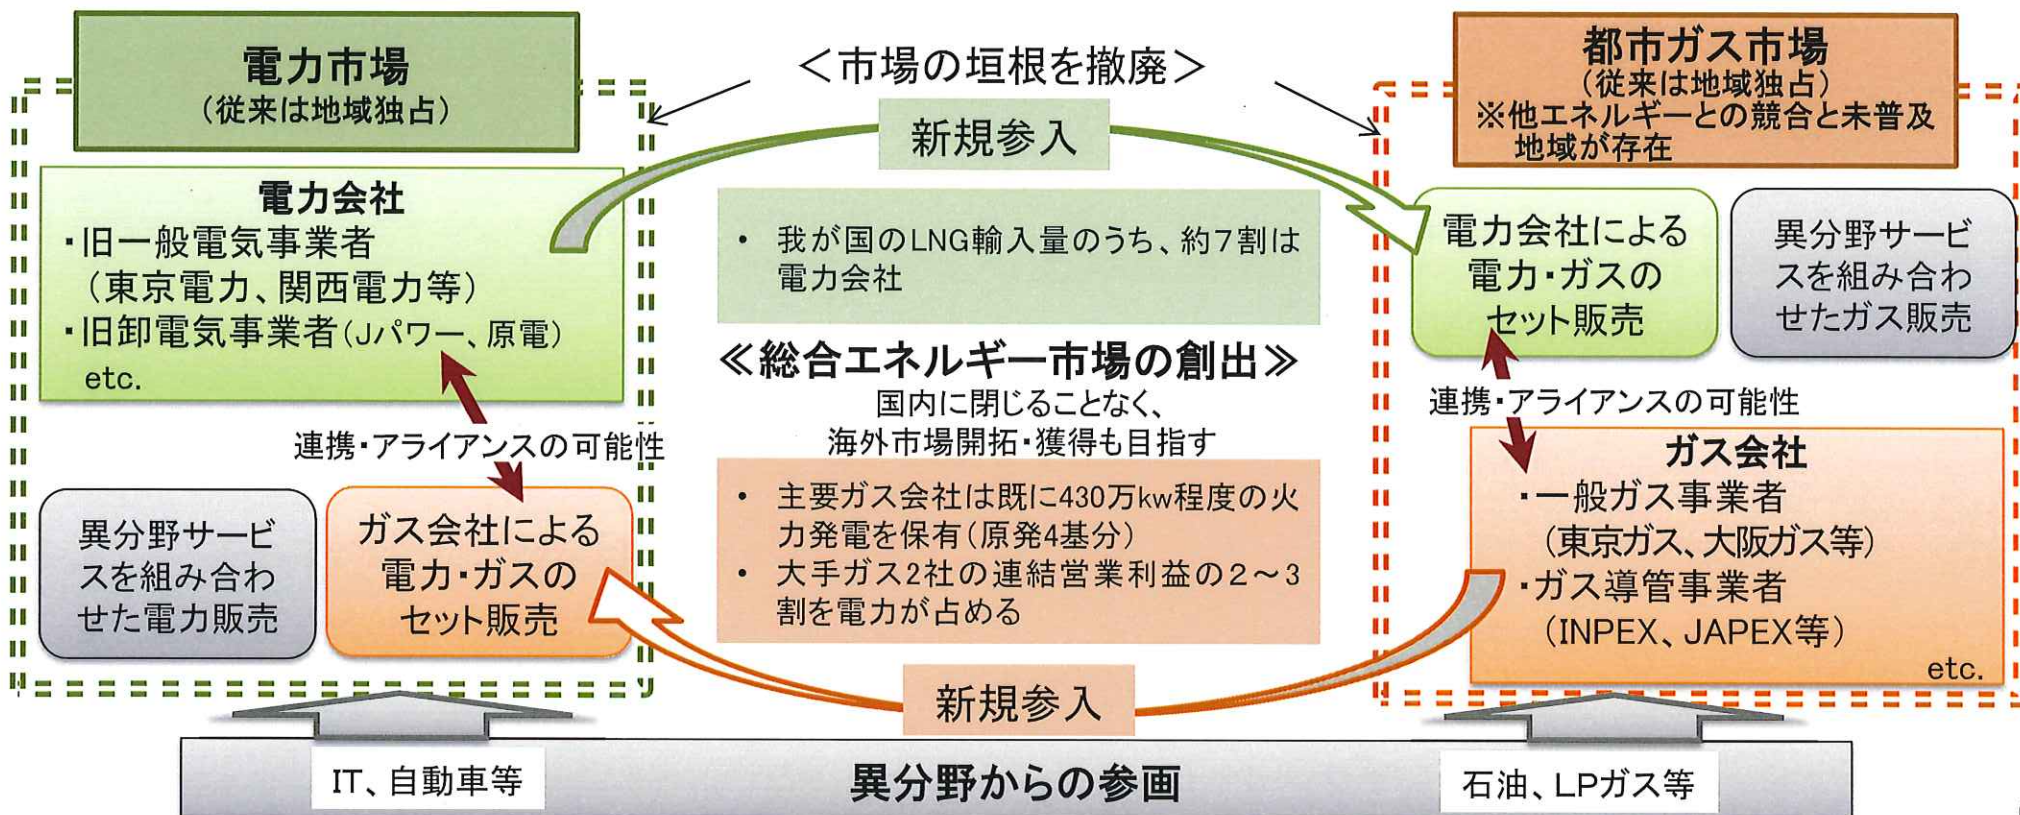 電力市場
(従来は地域独占)
＜市場の垣根を撤廃＞
都市ガス市場
(従来は地域独占)
※他エネルギーとの競合と未普及
地域が存在
新規参入
電力会社
・旧一般電気事業者
(東京電力、関西電力等)
・旧卸電気事業者(Jパワー、原電)
etc.
・ 我が国のLNG輸入量のうち、約7割は
電力会社
電力会社による
電力・ガスの
セット販売
異分野サービ
スを組み合わ
せたガス販売
≪総合エネルギー市場の創出≫
国内に閉じることなく、
海外市場開拓・獲得も目指す
連携・アライアンスの可能性
連携・アライアンスの可能性
異分野サービ
スを組み合わ
せた電力販売
ガス会社による
電力・ガスの
セット販売
・ 主要ガス会社は既に430万kw程度の火
力発電を保有(原発4基分)
・ 大手ガス2社の連結営業利益の2～3
割を電力が占める
ガス会社
・一般ガス事業者
(東京ガス、大阪ガス等)
・ガス導管事業者
(INPEX、JAPEX等)
etc.
新規参入
IT、自動車等
異分野からの参画
石油、LPガス等